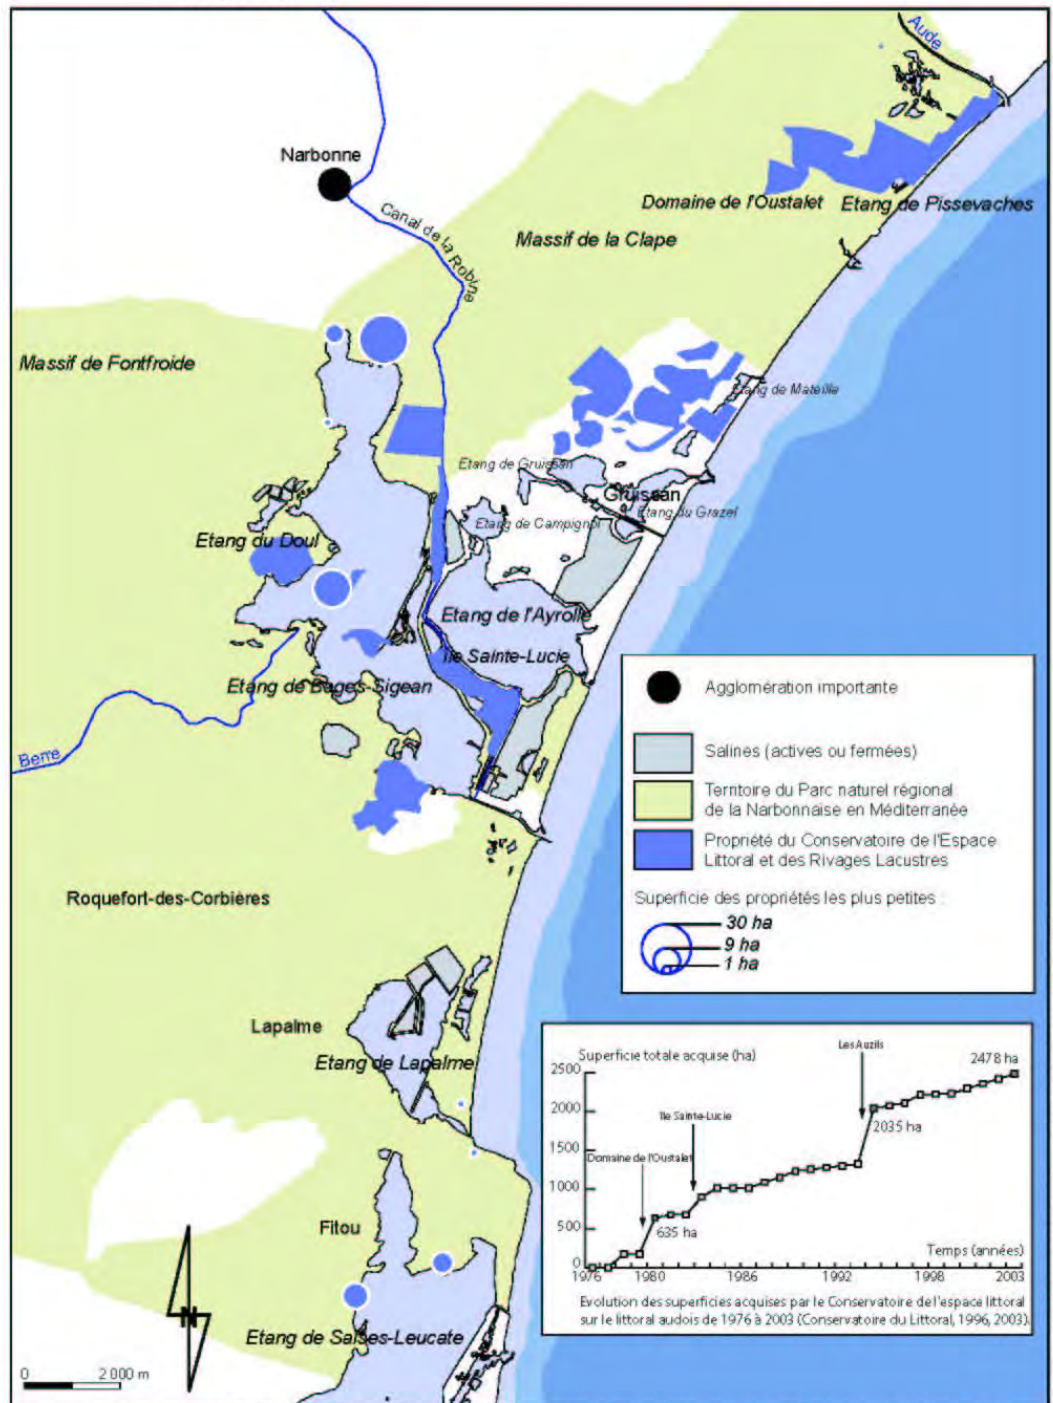 Aude
Narbonne
Canal de la Robine
Domaine de l'Oustalet
Etang de Pissevaches
Massif de la Clape
Massif de Fontfroide
Etang de Mateille
Etang de Gruissan
Gruissan
Etang de Campignol
Etang du Grazel
Etang du Doul
Etang de l'Ayrolle
Ile Sainte-Lucie
Etang de Bages-Sigean
Berre
Roquefort-des-Corbières
Lapalme
Etang de Lapalme
Fitou
Etang de Salses-Leucate
N
0 2 000 m
Agglomération importante
Salines (actives ou fermées)
Territoire du Parc naturel régional
de la Narbonnaise en Méditerranée
Propriété du Conservatoire de l'Espace
Littoral et des Rivages Lacustres
Superficie des propriétés les plus petites :
30 ha
9 ha
1 ha
Superficie totale acquise (ha)
Les Auzils
2478 ha
2500
2000
2035 ha
Ile Sainte-Lucie
1500
Domaine de l'Oustalet
1000
635 ha
500
Temps (années)
0
1976 1980 1986 1992 1998 2003
Evolution des superficies acquises par le Conservatoire de l'espace littoral
sur le littoral audois de 1976 à 2003 (Conservatoire du Littoral, 1996, 2003).